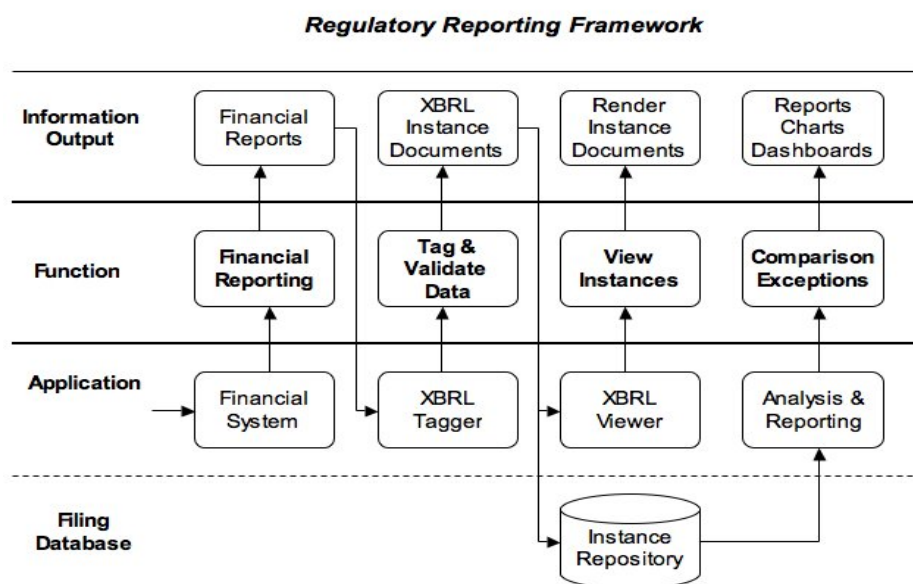 Regulatory Reporting Framework
Information
Output
Financial
Reports
XBRL
Instance
Documents
Render
Instance
Documents
Reports
Charts
Dashboards
Function
Financial
Reporting
Tag &
Validate
Data
View
Instances
Comparison
Exceptions
Application
Financial
System
XBRL
Tagger
XBRL
Viewer
Analysis &
Reporting
Filing
Database
Instance
Repository